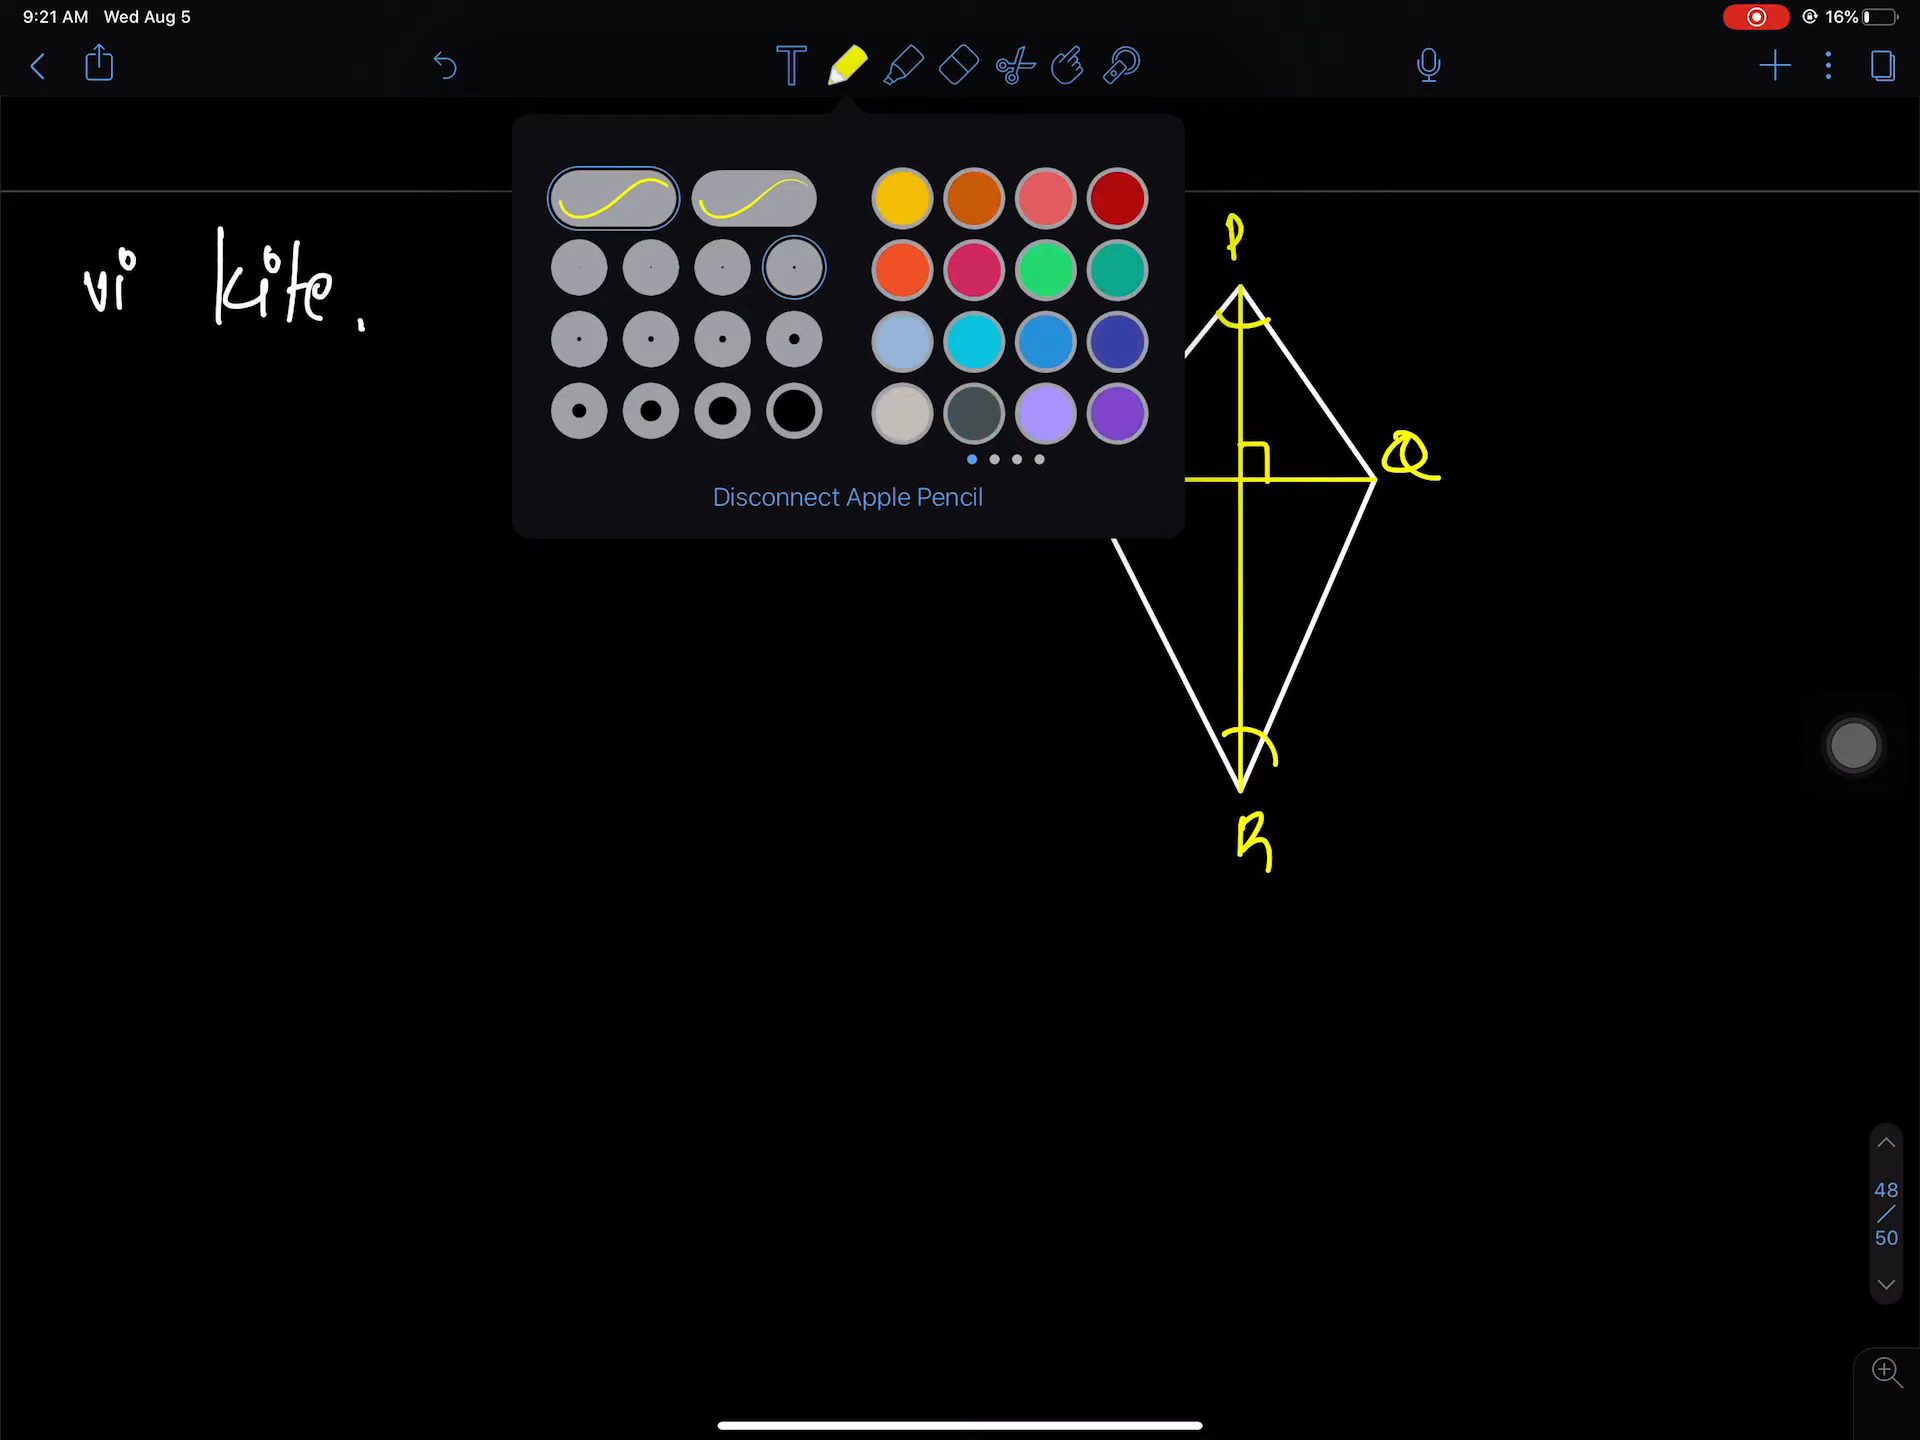 9:21 AM Wed Aug 5
16%
T
vi kite.
P
Q
Disconnect Apple Pencil
R
48
/
50